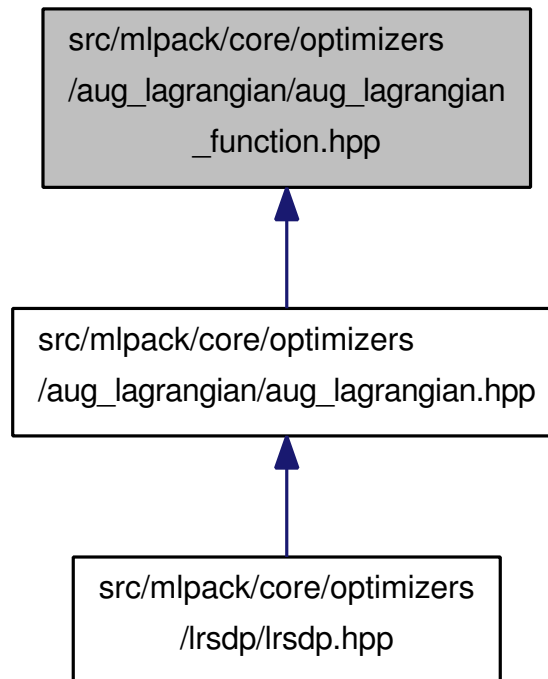 src/mlpack/core/optimizers
/aug_lagrangian/aug_lagrangian
_function.hpp
src/mlpack/core/optimizers
/aug_lagrangian/aug_lagrangian.hpp
src/mlpack/core/optimizers
/lrsdp/lrsdp.hpp